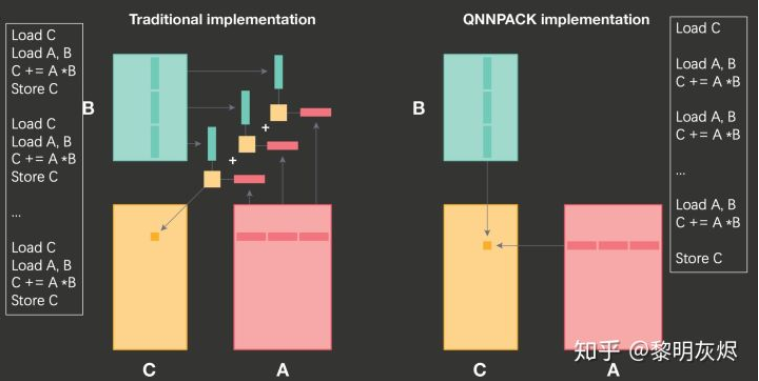 Traditional implementation
Load C
Load A, B
C += A *B
Store C
Load C
Load A, B
C += A *B
Store C
...
Load C
Load A, B
C += A *B
Store C
B
+
+
C
A
QNNPACK implementation
B
C
A
Load C
Load A, B
C += A *B
Load A, B
C += A *B
...
Load A, B
C += A *B
Store C
知乎 @黎明灰烬